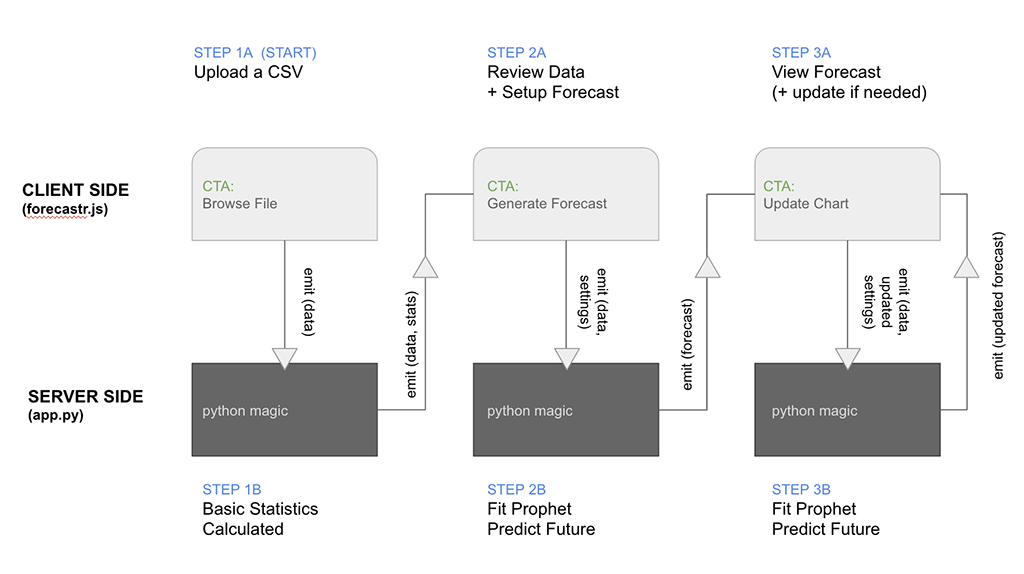 STEP 1A (START)
Upload a CSV
STEP 2A
Review Data
+ Setup Forecast
STEP 3A
View Forecast
(+ update if needed)
CLIENT SIDE
(forecastr.js)
CTA:
Browse File
CTA:
Generate Forecast
CTA:
Update Chart
emit (data)
emit (data, stats)
emit (data,
settings)
emit (forecast)
emit (data,
updated
settings)
emit (updated forecast)
SERVER SIDE
(app.py)
python magic
python magic
python magic
STEP 1B
Basic Statistics
Calculated
STEP 2B
Fit Prophet
Predict Future
STEP 3B
Fit Prophet
Predict Future